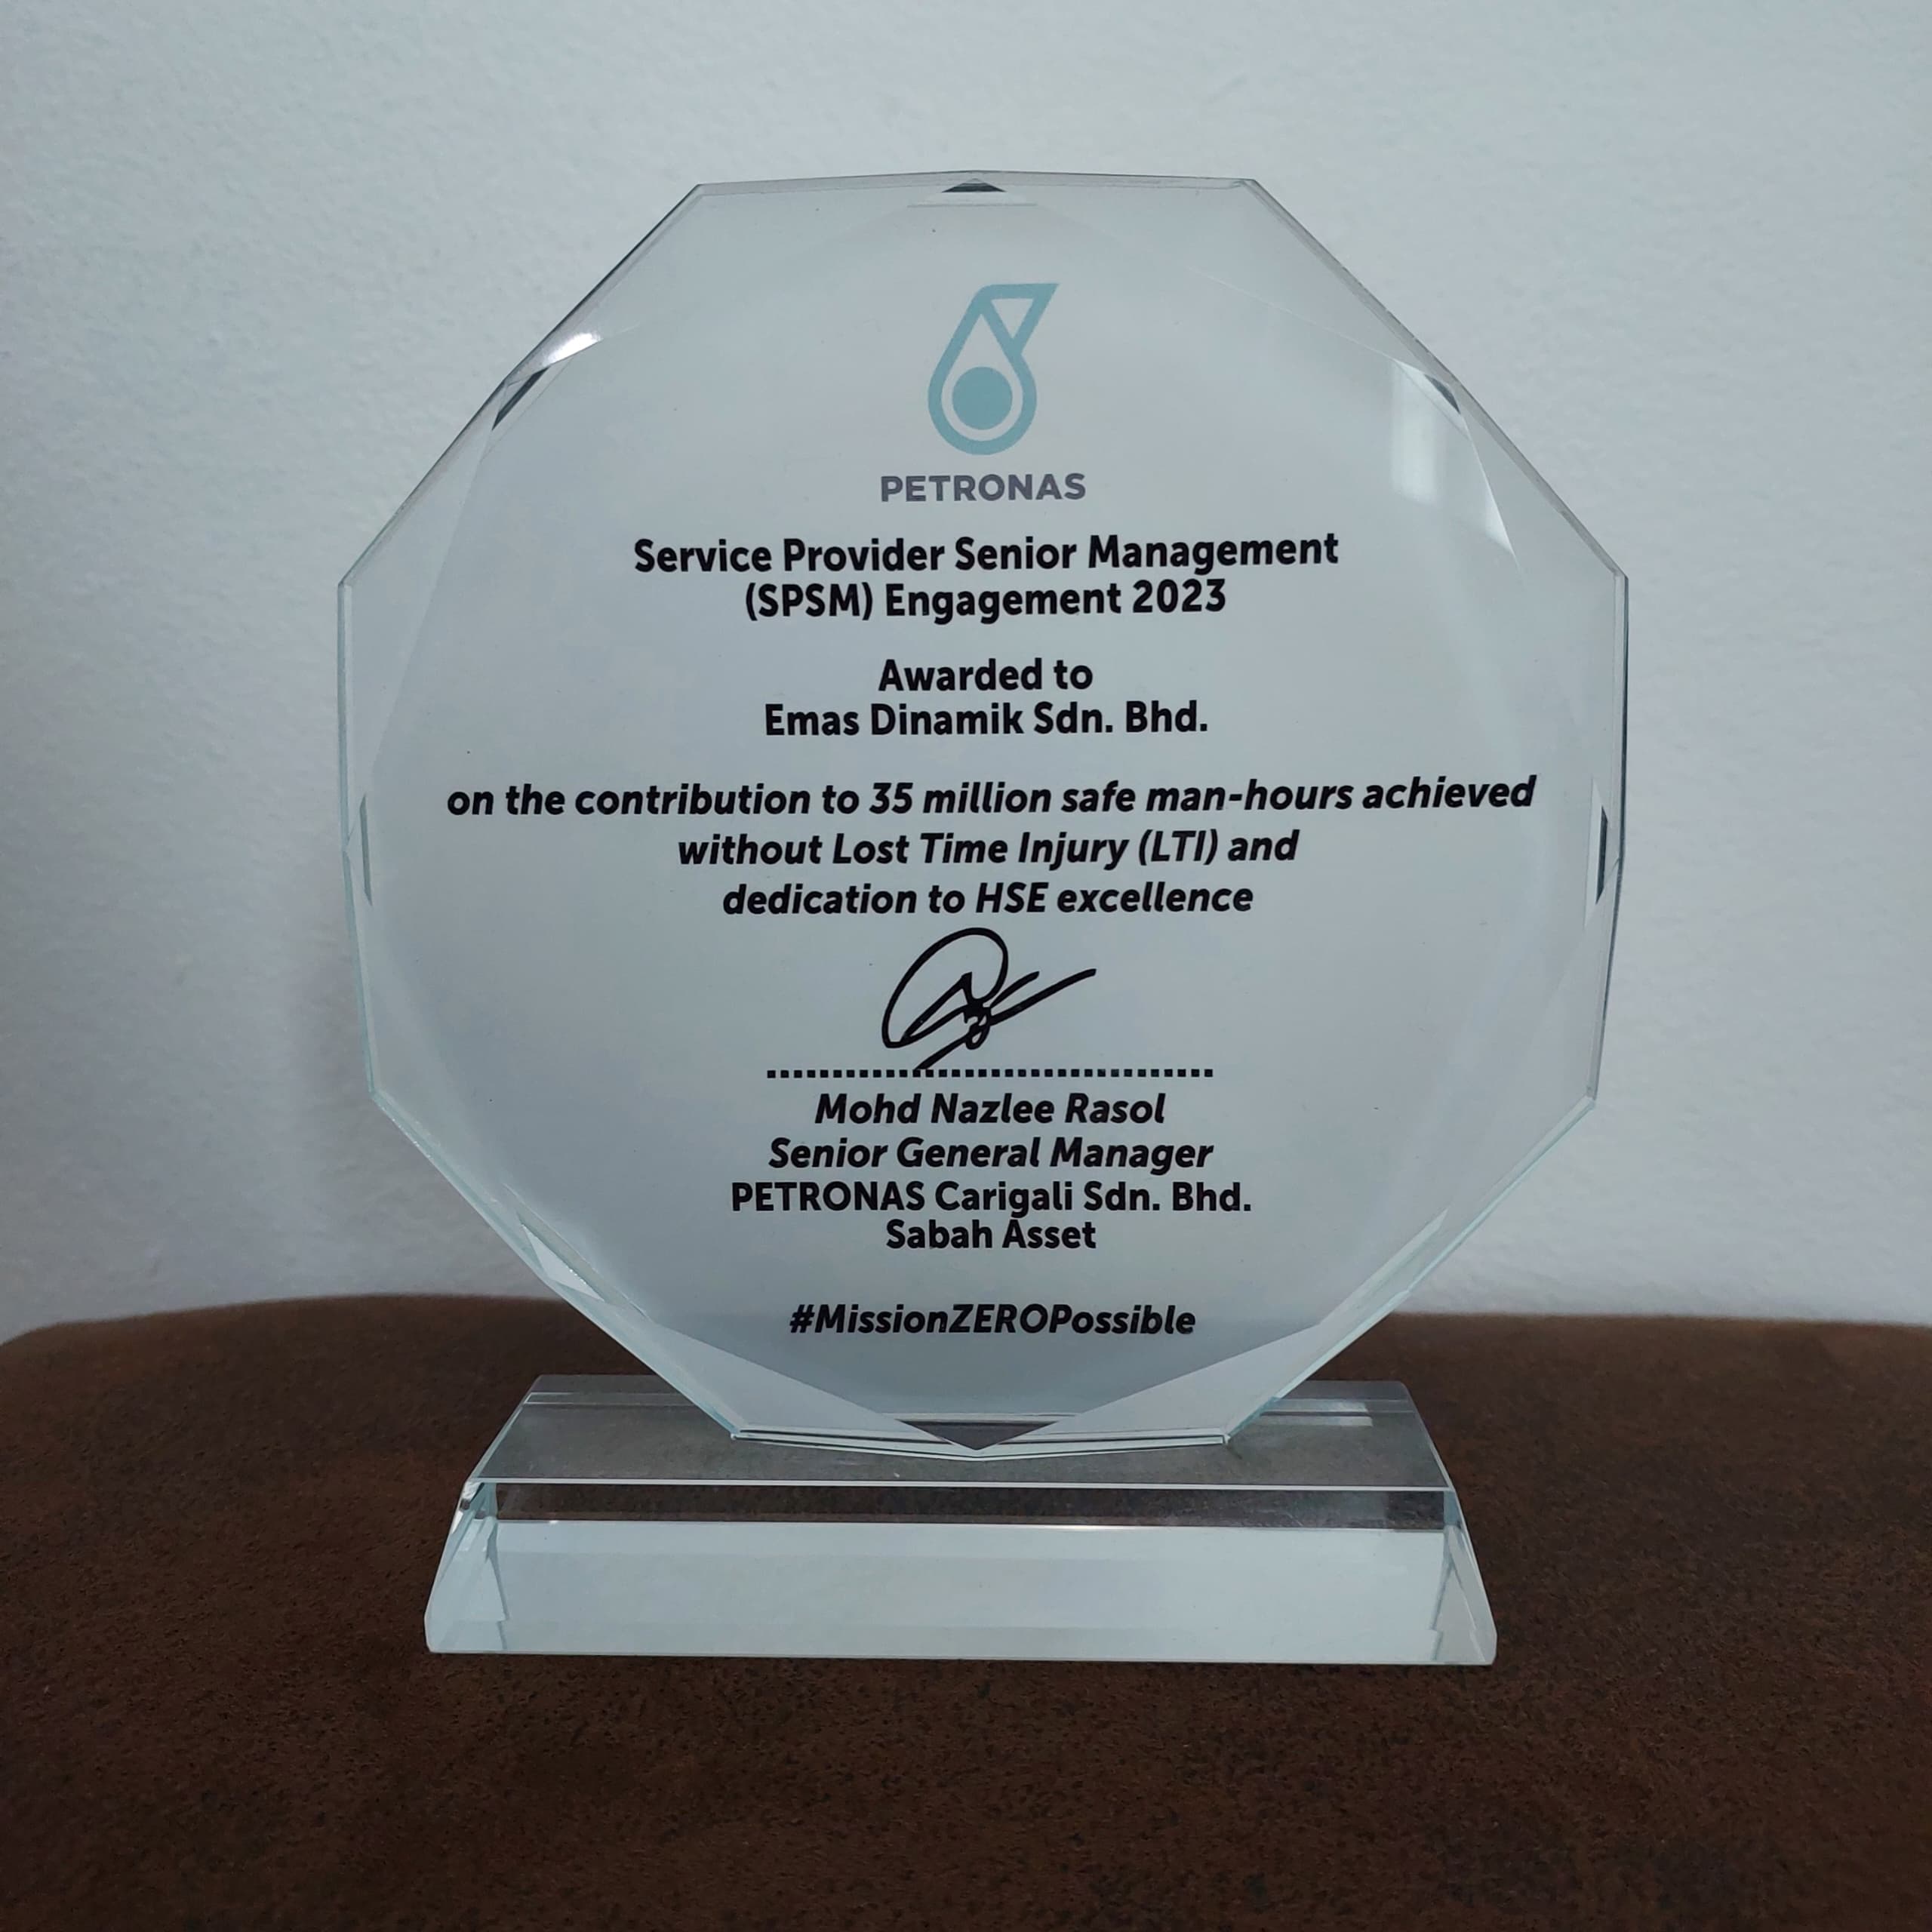 PETRONAS
Service Provider Senior Management
(SPSM) Engagement 2023
Awarded to
Emas Dinamik Sdn. Bhd.
on the contribution to 35 million safe man-hours achieved
without Lost Time Injury (LTI) and
dedication to HSE excellence
Mohd Nazlee Rasol
Senior General Manager
PETRONAS Carigali Sdn. Bhd.
Sabah Asset
#MissionZEROPossible